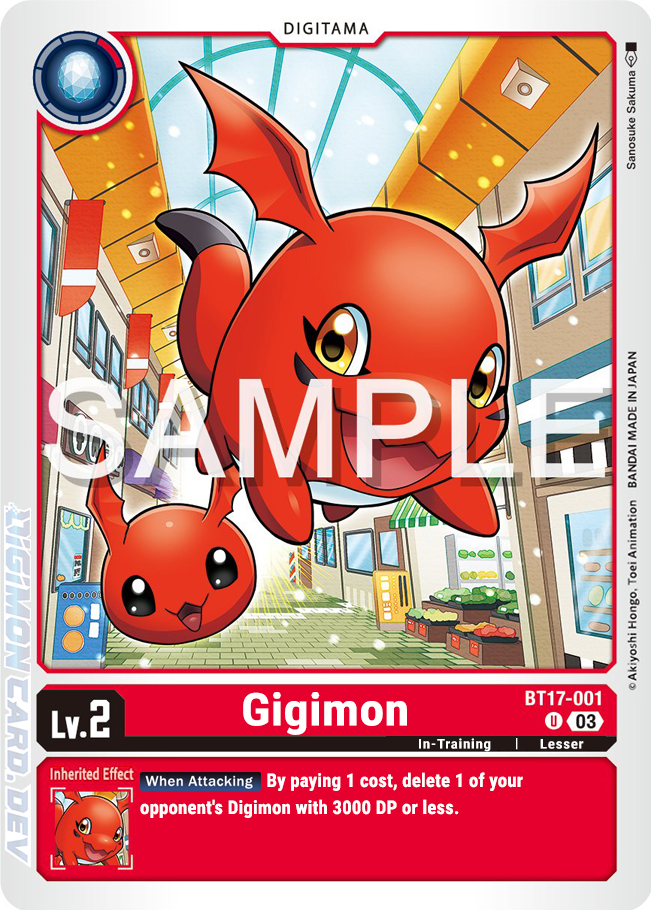 DIGITAMA
Sanosuke Sakuma
SAMPLE
© Akiyoshi Hongo, Toei Animation BANDAI MADE IN JAPAN
DIGIMON CARD.DEV
Lv.2
Gigimon
BT17-001
U 03
In-Training | Lesser
Inherited Effect
When Attacking By paying 1 cost, delete 1 of your
opponent's Digimon with 3000 DP or less.